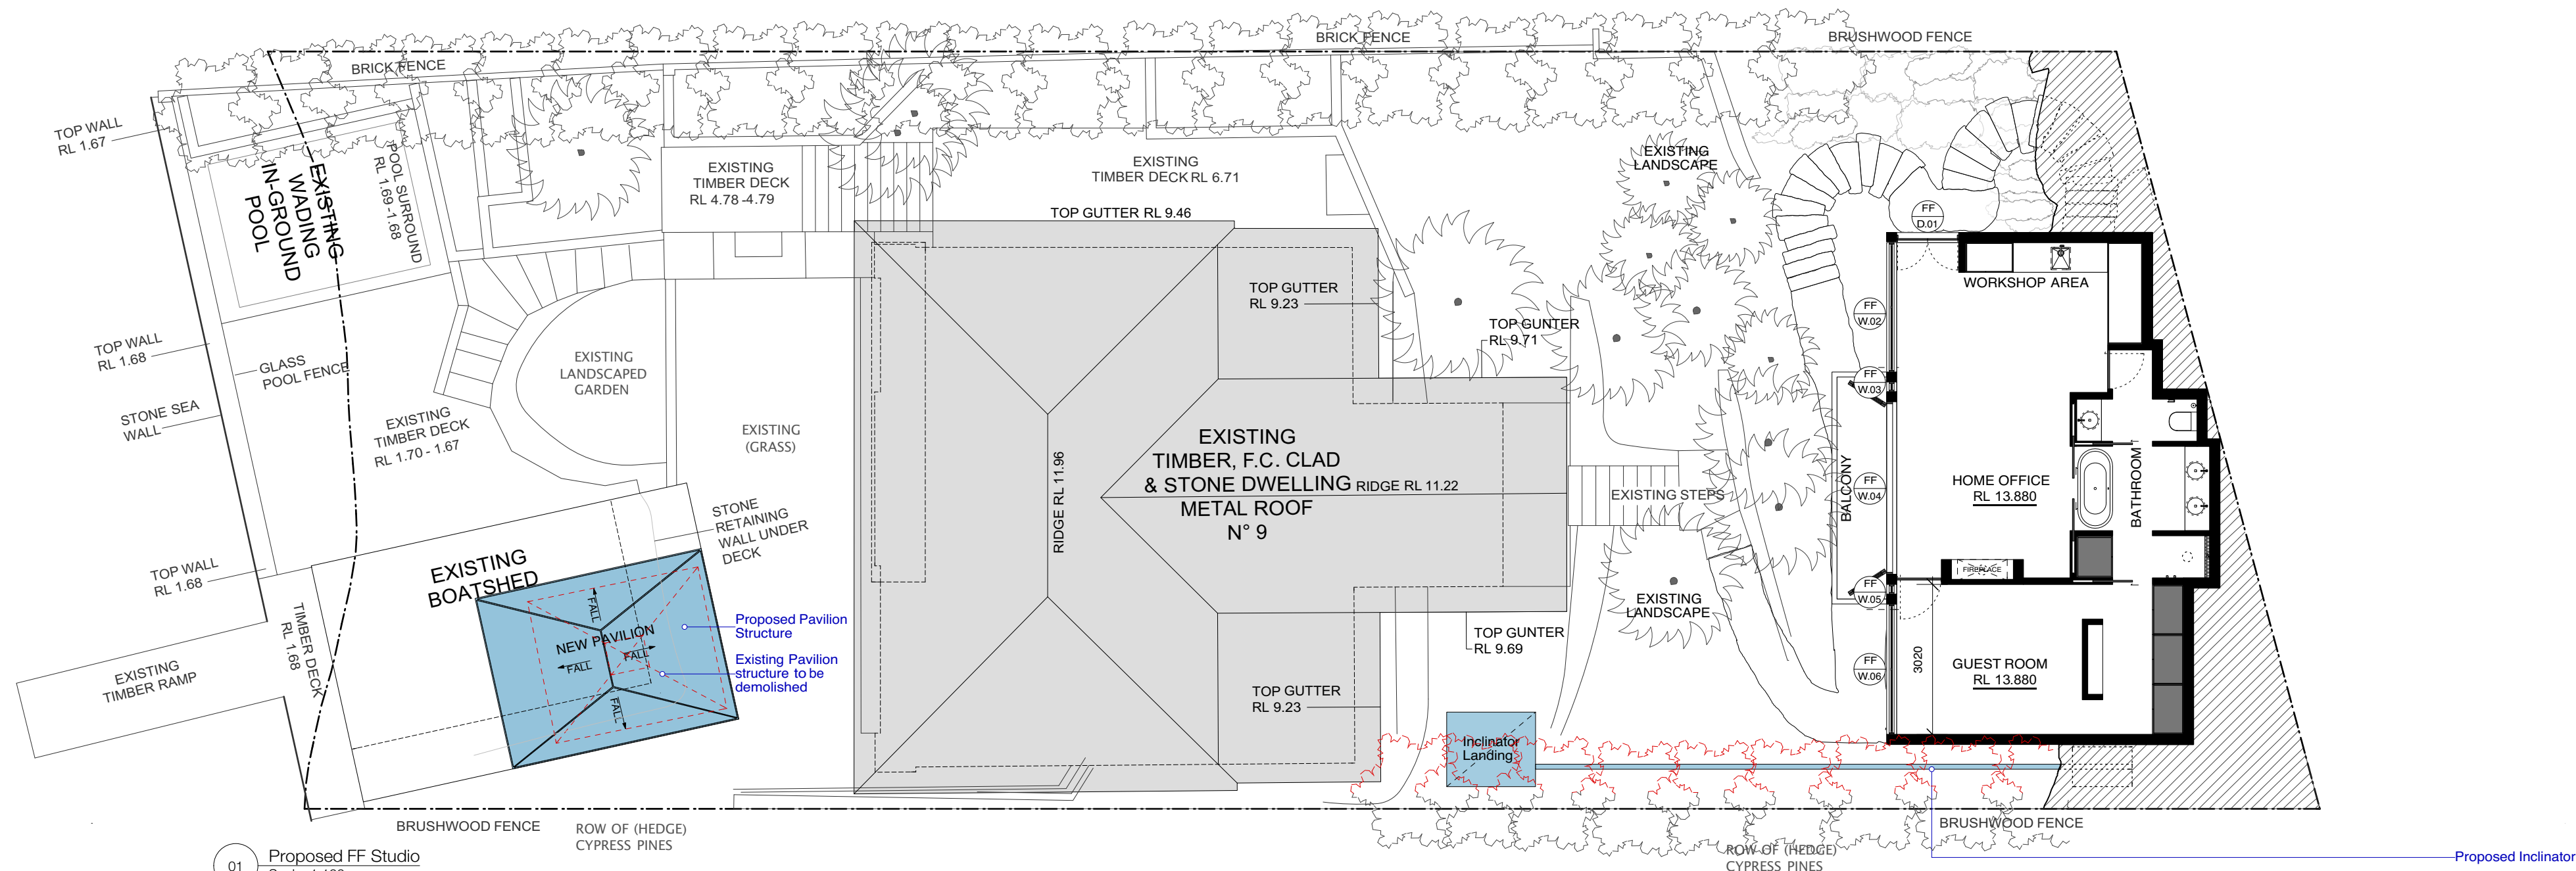 BRICK FENCE
BRICK FENCE
BRUSHWOOD FENCE
TOP WALL
RL 1.67
EXISTING
WADING
IN-GROUND
POOL
POOL SURROUND
RL 1.69 -1.68
EXISTING
TIMBER DECK
RL 4.78 -4.79
EXISTING
TIMBER DECK RL 6.71
TOP GUTTER RL 9.46
EXISTING
LANDSCAPE
FF
D.01
WORKSHOP AREA
TOP GUTTER
RL 9.23
TOP GUNTER
RL 9.71
FF
W.02
TOP WALL
RL 1.68
GLASS
POOL FENCE
EXISTING
LANDSCAPED
GARDEN
FF
W.03
STONE SEA
WALL
EXISTING
TIMBER DECK
RL 1.70 - 1.67
EXISTING
(GRASS)
RIDGE RL 11.96
EXISTING
TIMBER, F.C. CLAD
& STONE DWELLING
METAL ROOF
N° 9
RIDGE RL 11.22
EXISTING STEPS
BALCONY
FF
W.04
HOME OFFICE
RL 13.880
BATHROOM
STONE
RETAINING
WALL UNDER
DECK
TOP WALL
RL 1.68
EXISTING
BOATSHED
FIREPLACE
FF
W.05
EXISTING
LANDSCAPE
TIMBER DECK
RL 1.68
FALL
NEW PAVILION
FALL
FALL
FALL
Proposed Pavilion
Structure
Existing Pavilion
structure to be
demolished
TOP GUNTER
RL 9.69
EXISTING
TIMBER RAMP
TOP GUTTER
RL 9.23
FF
W.06
3020
GUEST ROOM
RL 13.880
Inclinator
Landing
BRUSHWOOD FENCE
ROW OF (HEDGE)
CYPRESS PINES
BRUSHWOOD FENCE
ROW OF (HEDGE)
CYPRESS PINES
Proposed Inclinator
01
Proposed FF Studio